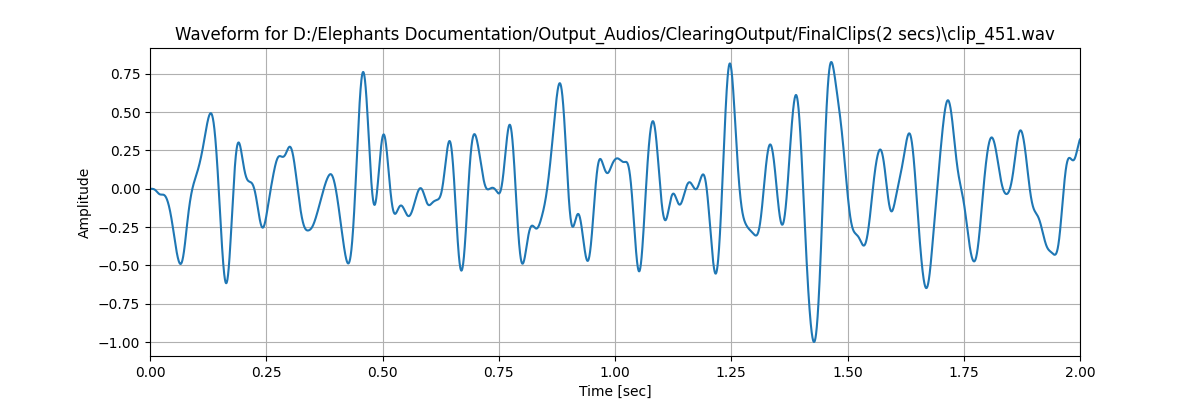 Waveform for D:/Elephants Documentation/Output_Audios/ClearingOutput/FinalClips(2 secs)\clip_451.wav
Amplitude
0.75
0.50
0.25
0.00
−0.25
−0.50
−0.75
−1.00
0.00 0.25 0.50 0.75 1.00 1.25 1.50 1.75 2.00
Time [sec]